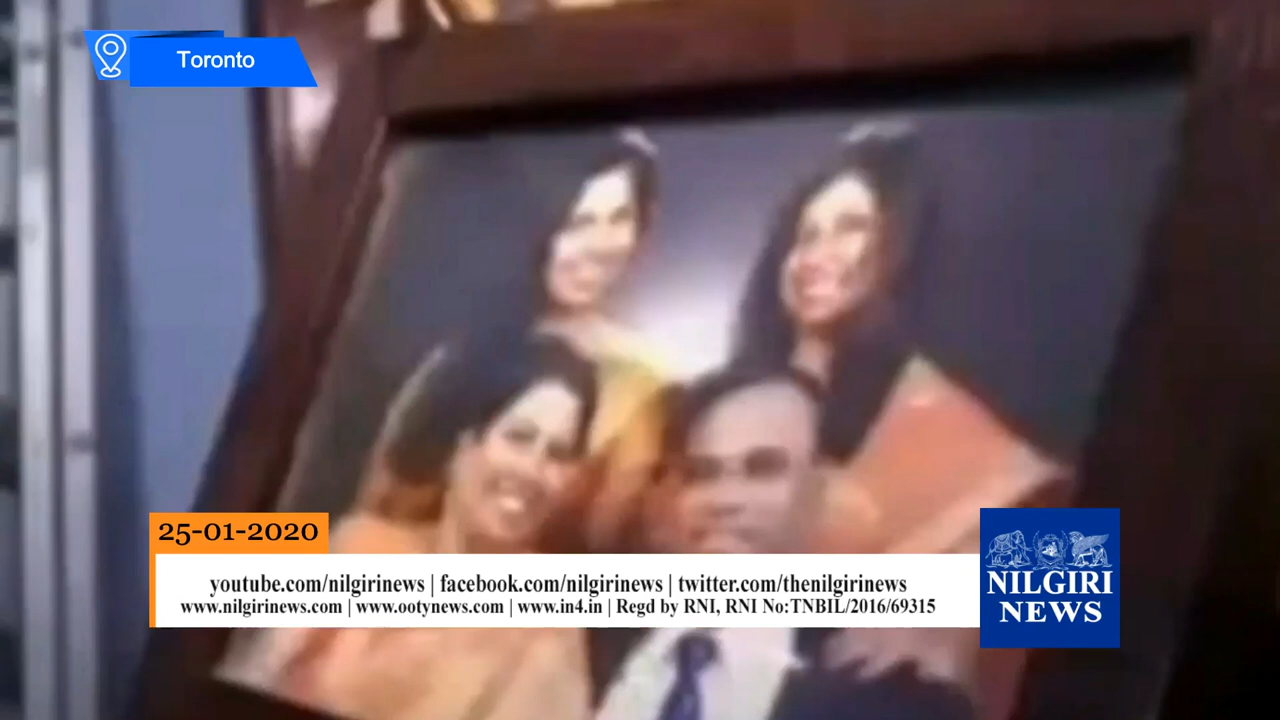 Toronto
25-01-2020
youtube.com/nilgirinews | facebook.com/nilgirinews | twitter.com/thenilgirinews
www.nilgirinews.com | www.ootynews.com | www.in4.in | Regd by RNI, RNI No:TNBIL/2016/69315
NILGIRI
NEWS